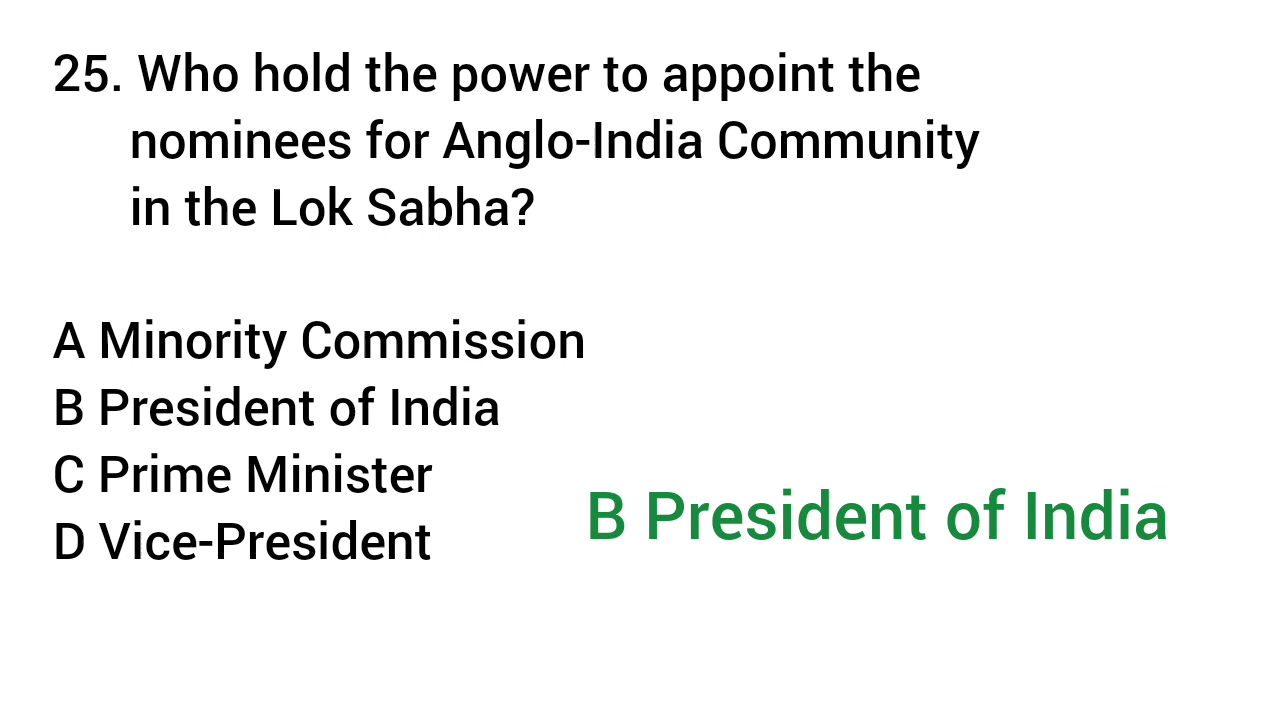 25. Who hold the power to appoint the
nominees for Anglo-India Community
in the Lok Sabha?
A Minority Commission
B President of India
C Prime Minister
D Vice-President
B President of India